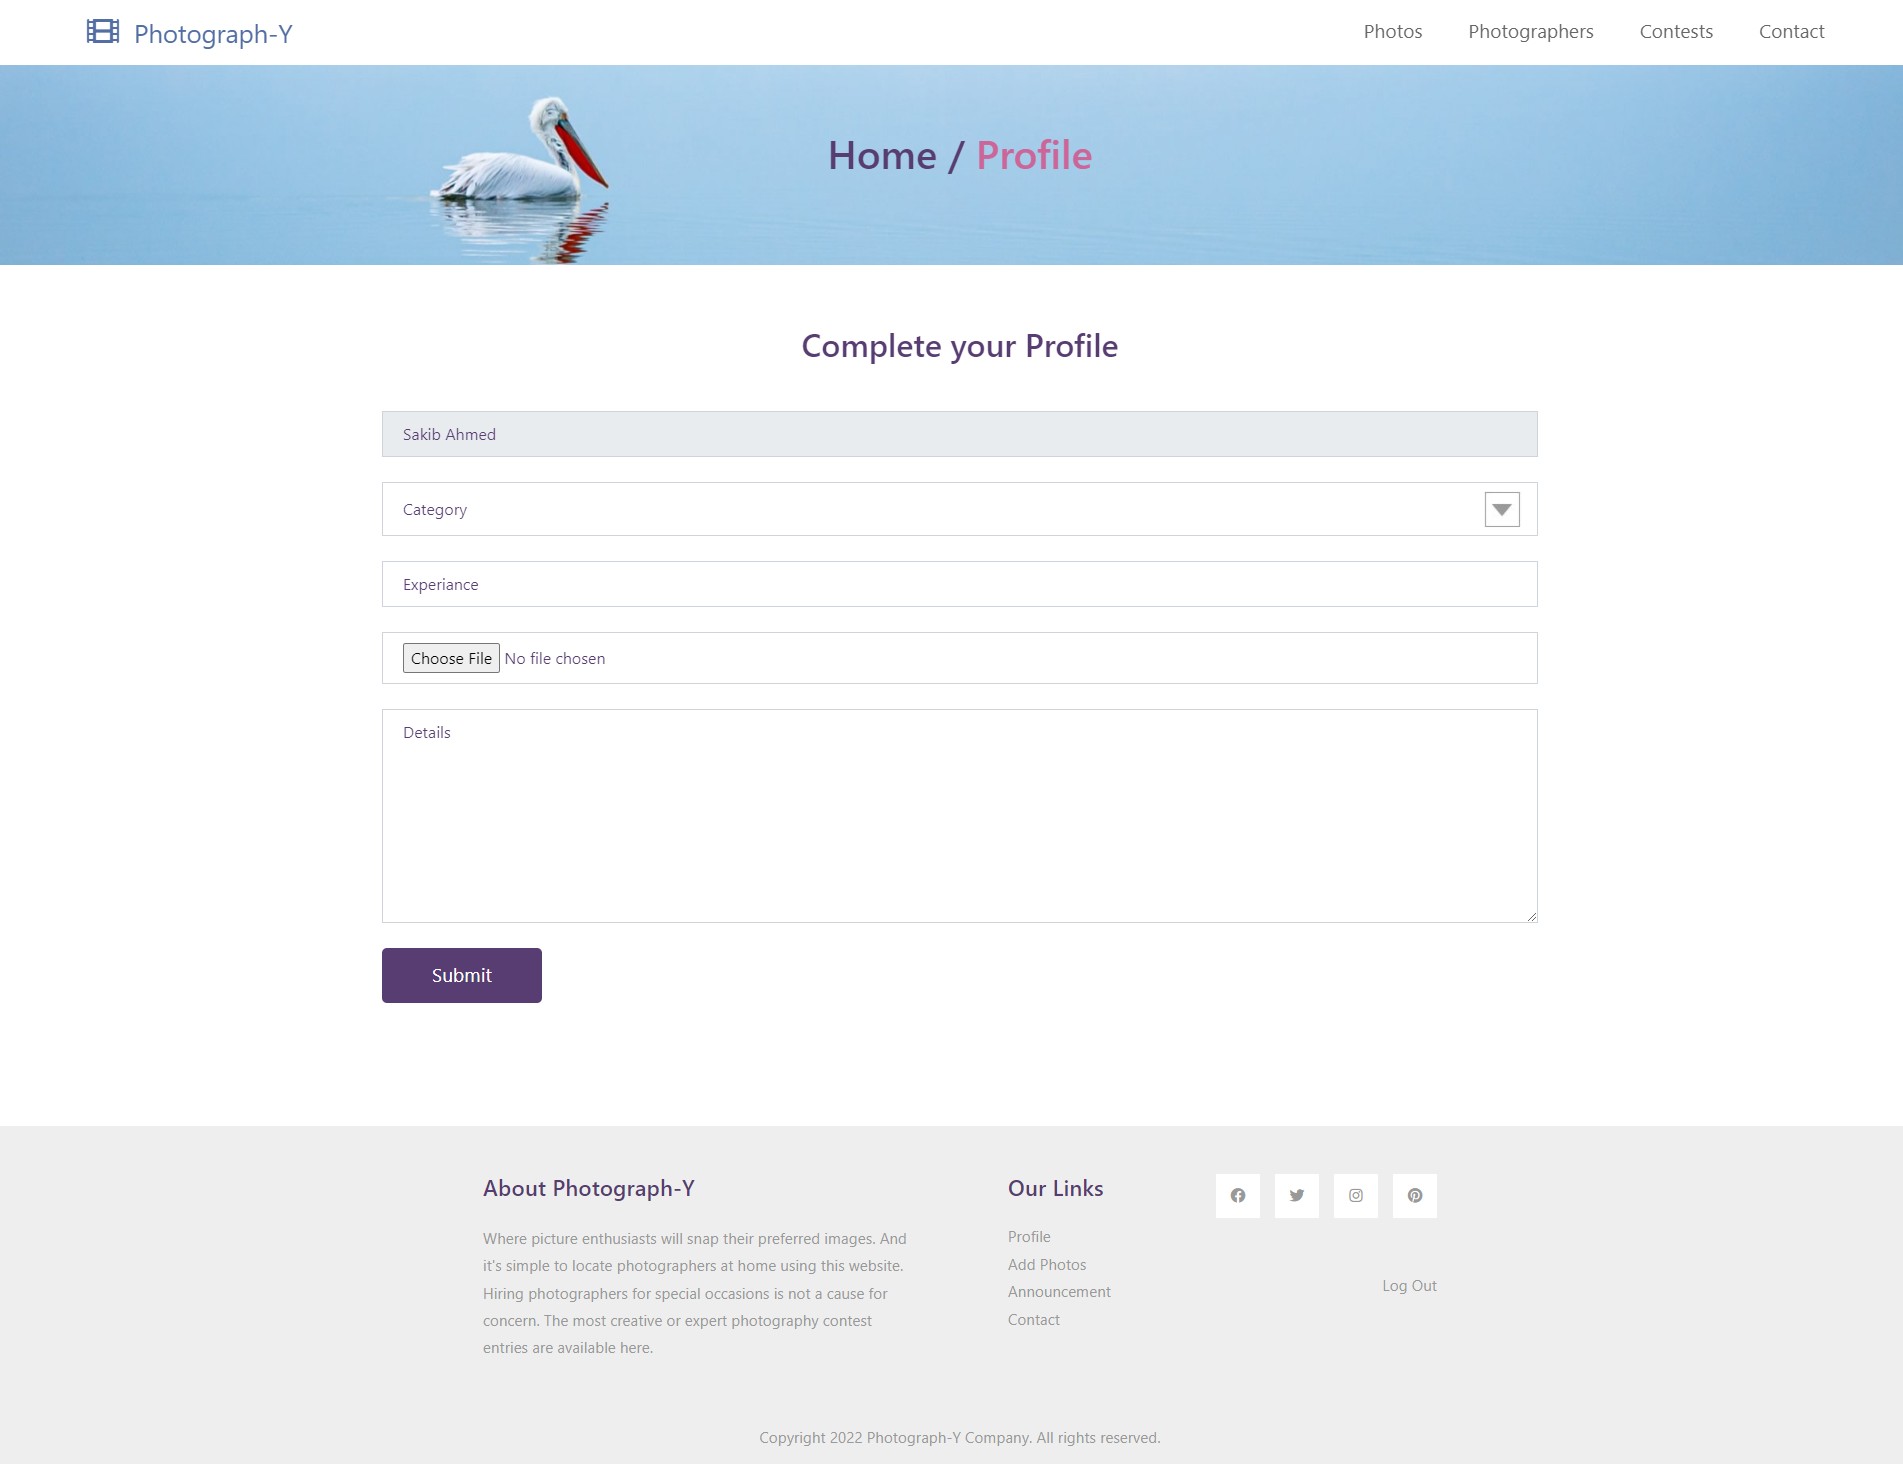 Photograph-Y
Photos Photographers Contests Contact
Home / Profile
Complete your Profile
Sakib Ahmed
Category
Experiance
Choose File No file chosen
Details
Submit
About Photograph-Y
Where picture enthusiasts will snap their preferred images. And
it's simple to locate photographers at home using this website.
Hiring photographers for special occasions is not a cause for
concern. The most creative or expert photography contest
entries are available here.
Our Links
Profile
Add Photos
Announcement
Contact
Log Out
Copyright 2022 Photograph-Y Company. All rights reserved.